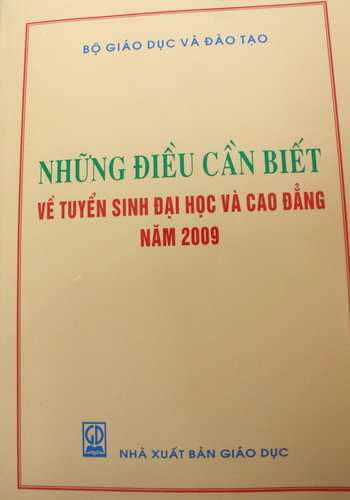 BỘ GIÁO DỤC VÀ ĐÀO TẠO
NHỮNG ĐIỀU CẦN BIẾT
VỀ TUYỂN SINH ĐẠI HỌC VÀ CAO ĐẲNG
NĂM 2009
GD
NHÀ XUẤT BẢN GIÁO DỤC